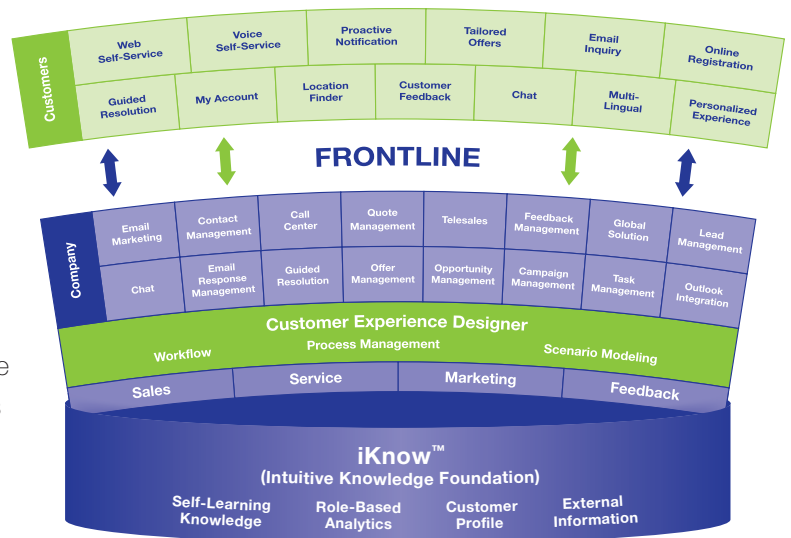 Customers
Web
Self-Service
Voice
Self-Service
Proactive
Notification
Tailored
Offers
Email
Inquiry
Online
Registration
Guided
Resolution
My Account
Location
Finder
Customer
Feedback
Chat
Multi-
Lingual
Personalized
Experience
FRONTLINE
Company
Email
Marketing
Contact
Management
Call
Center
Quote
Management
Telesales
Feedback
Management
Global
Solution
Lead
Management
Chat
Email
Response
Management
Guided
Resolution
Offer
Management
Opportunity
Management
Campaign
Management
Task
Management
Outlook
Integration
Customer Experience Designer
Workflow
Process Management
Scenario Modeling
Sales
Service
Marketing
Feedback
iKnow™
(Intuitive Knowledge Foundation)
Self-Learning
Knowledge
Role-Based
Analytics
Customer
Profile
External
Information